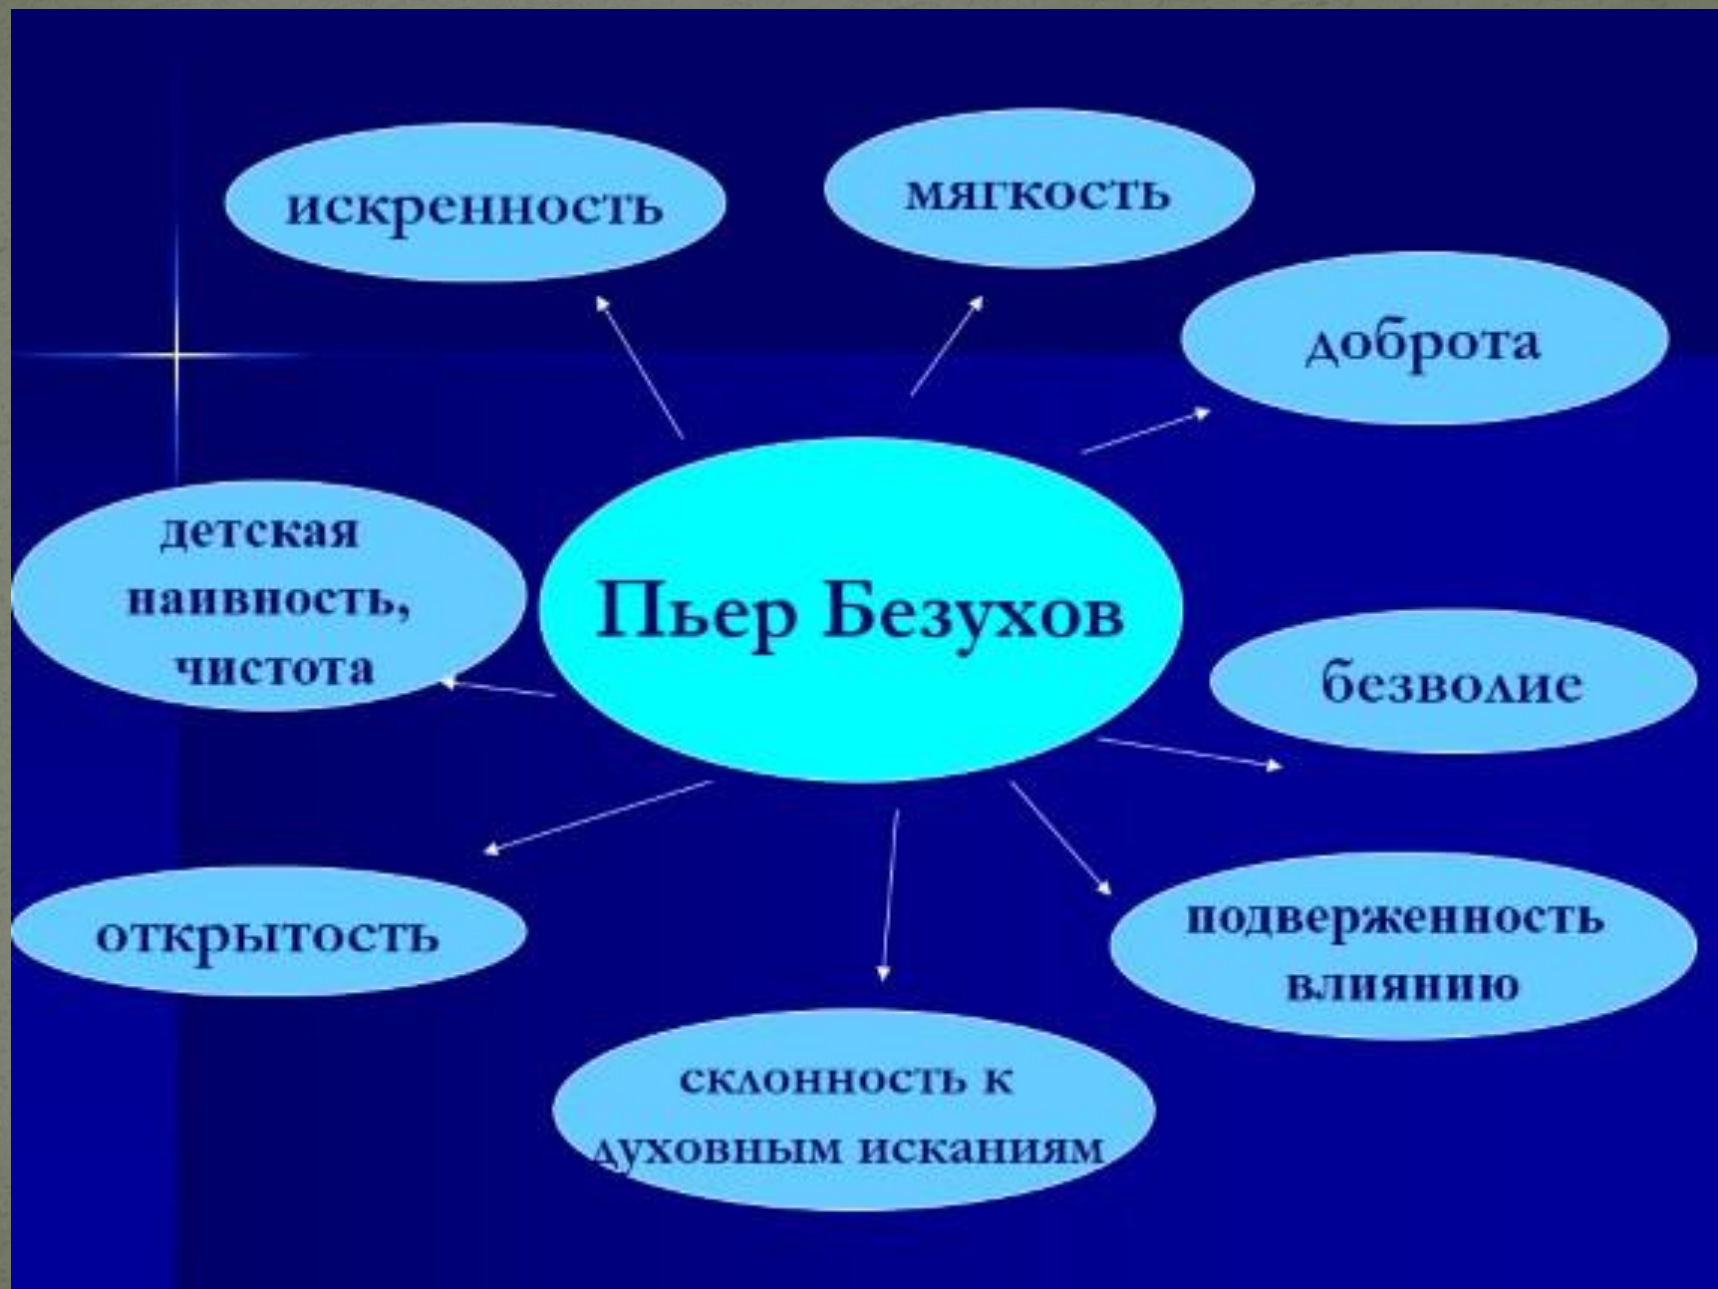 искренность
мягкость
доброта
детская
наивность,
чистота
Пьер Безухов
безволие
открытость
подверженность
влиянию
склонность к
духовным исканиям